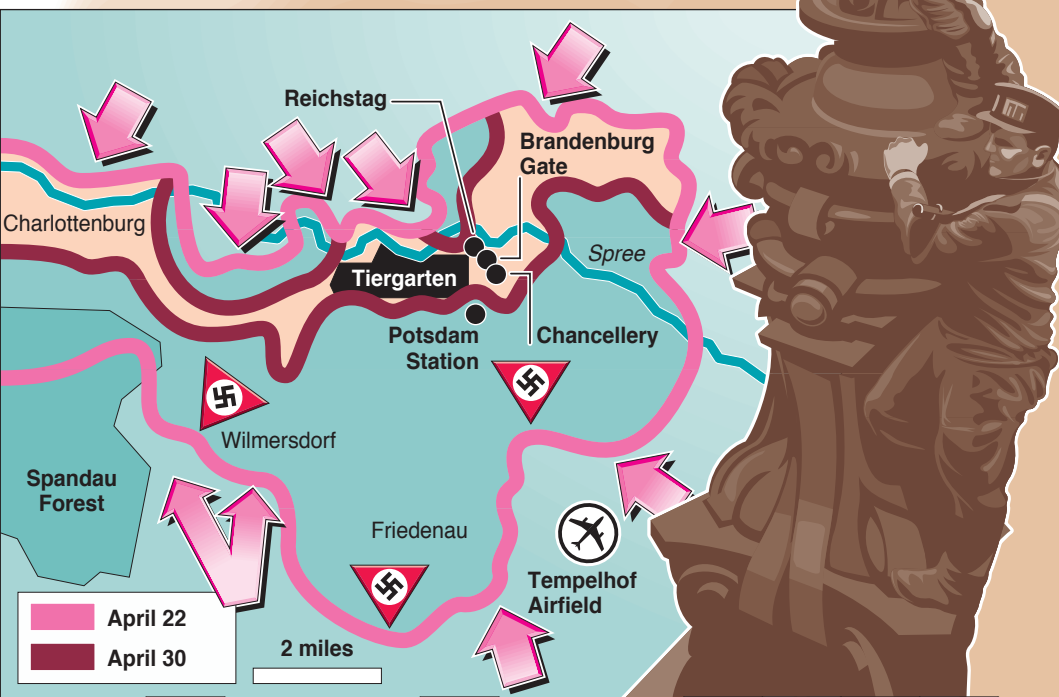 Reichstag
Brandenburg
Gate
Charlottenburg
Spree
Tiergarten
Potsdam
Station
Chancellery
Wilmersdorf
Spandau
Forest
Friedenau
Tempelhof
Airfield
April 22
April 30
2 miles